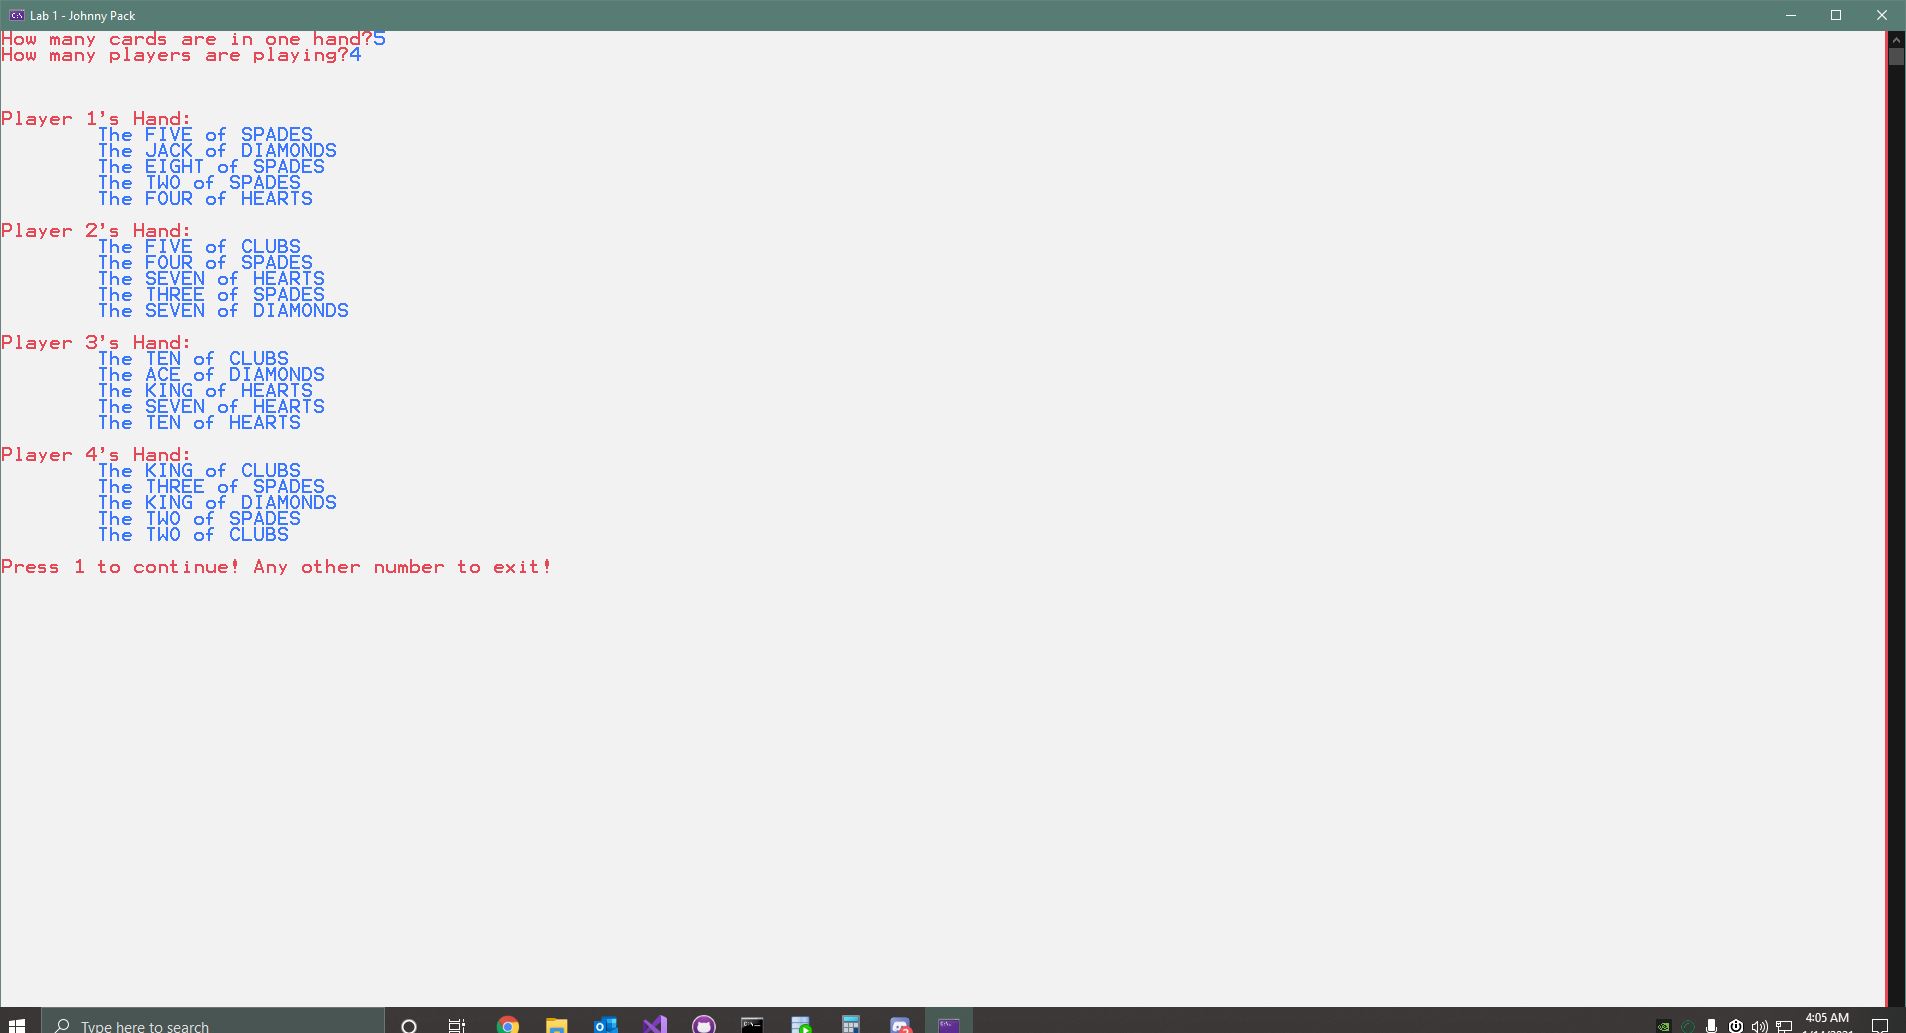 Lab 1 - Johnny Pack
How many cards are in one hand?5
How many players are playing?4
Player 1's Hand:
The FIVE of SPADES
The JACK of DIAMONDS
The EIGHT of SPADES
The TWO of SPADES
The FOUR of HEARTS
Player 2's Hand:
The FIVE of CLUBS
The FOUR of SPADES
The SEVEN of HEARTS
The THREE of SPADES
The SEVEN of DIAMONDS
Player 3's Hand:
The TEN of CLUBS
The ACE of DIAMONDS
The KING of HEARTS
The SEVEN of HEARTS
The TEN of HEARTS
Player 4's Hand:
The KING of CLUBS
The THREE of SPADES
The KING of DIAMONDS
The TWO of SPADES
The TWO of CLUBS
Press 1 to continue! Any other number to exit!
Type here to search
4:05 AM